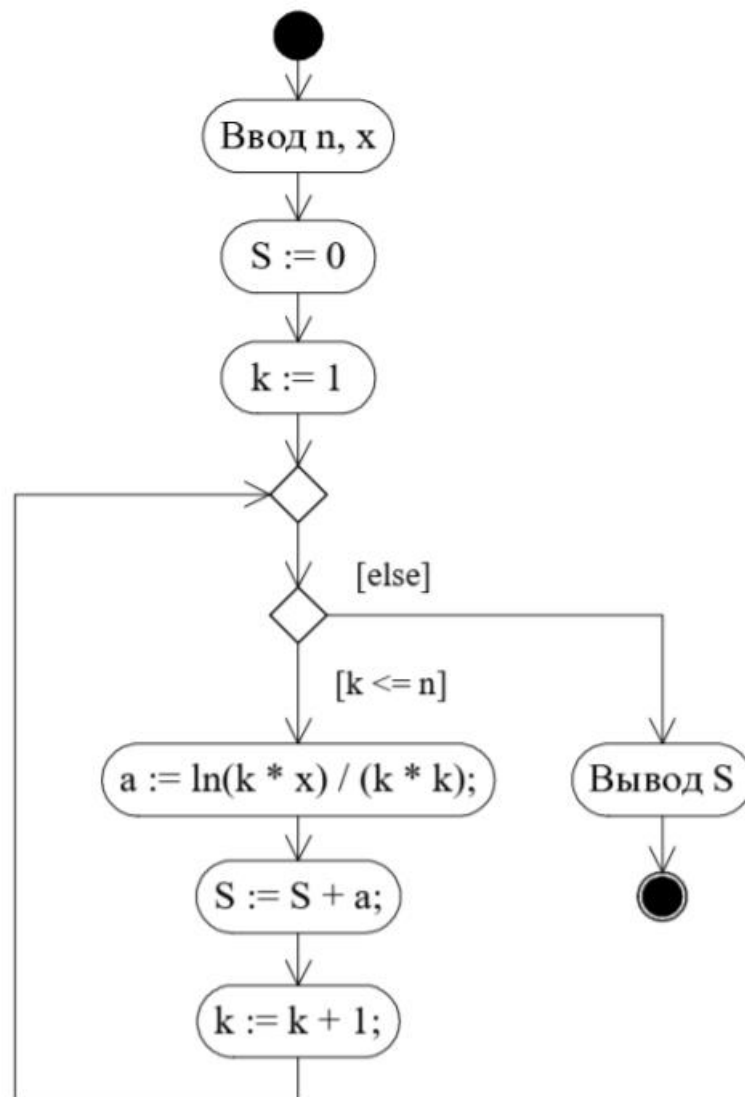 Ввод n, x
S := 0
k := 1
[else]
[k <= n]
a := ln(k * x) / (k * k);
Вывод S
S := S + a;
k := k + 1;